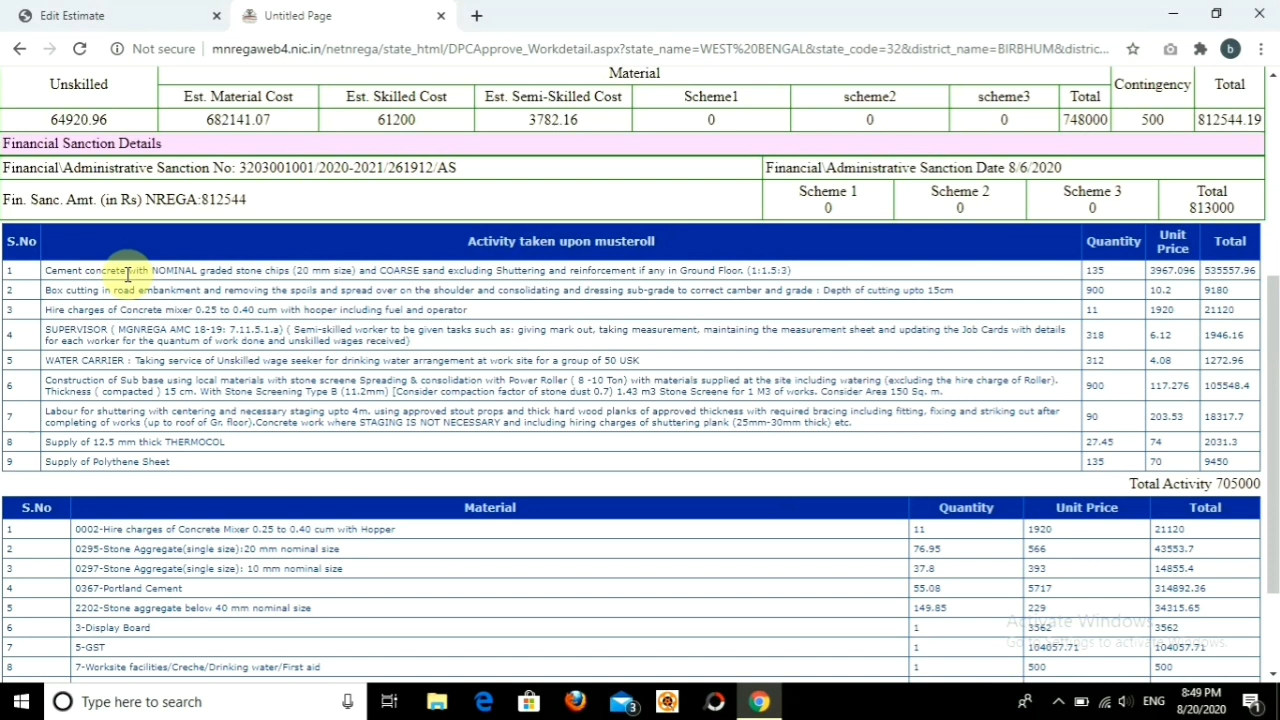 Edit Estimate
Untitled Page
Not secure
mnregaweb4.nic.in/netnrega/state_html/DPCApprove_Workdetail.aspx?state_name=WEST%20BENGAL&state_code=32&district_name=BIRBHUM&distric...
b
Unskilled Material Contingency Total
Est. Material Cost Est. Skilled Cost Est. Semi-Skilled Cost Scheme1 scheme2 scheme3 Total
64920.96 682141.07 61200 3782.16 0 0 0 748000 500 812544.19
Financial Sanction Details
Financial\Administrative Sanction No: 3203001001/2020-2021/261912/AS Financial\Administrative Sanction Date 8/6/2020
Fin. Sanc. Amt. (in Rs) NREGA:812544 Scheme 1 Scheme 2 Scheme 3 Total
0 0 0 813000
S.No Activity taken upon musteroll Quantity Unit Price Total
1 Cement concrete with NOMINAL graded stone chips (20 mm size) and COARSE sand excluding Shuttering and reinforcement if any in Ground Floor. (1:1.5:3) 135 3967.096 535557.96
2 Box cutting in road embankment and removing the spoils and spread over on the shoulder and consolidating and dressing sub-grade to correct camber and grade : Depth of cutting upto 15cm 900 10.2 9180
3 Hire charges of Concrete mixer 0.25 to 0.40 cum with hooper including fuel and operator 11 1920 21120
4 SUPERVISOR ( MGNREGA AMC 18-19: 7.11.5.1.a) ( Semi-skilled worker to be given tasks such as: giving mark out, taking measurement, maintaining the measurement sheet and updating the Job Cards with details
for each worker for the quantum of work done and unskilled wages received) 318 6.12 1946.16
5 WATER CARRIER : Taking service of Unskilled wage seeker for drinking water arrangement at work site for a group of 50 USK 312 4.08 1272.96
6 Construction of Sub base using local materials with stone screene Spreading & consolidation with Power Roller ( 8 -10 Ton) with materials supplied at the site including watering (excluding the hire charge of Roller).
Thickness ( compacted ) 15 cm. With Stone Screening Type B (11.2mm) [Consider compaction factor of stone dust 0.7) 1.43 m3 Stone Screene for 1 M3 of works. Consider Area 150 Sq. m. 900 117.276 105548.4
7 Labour for shuttering with centering and necessary staging upto 4m. using approved stout props and thick hard wood planks of approved thickness with required bracing including fitting, fixing and striking out after
completing of works (up to roof of Gr. floor).Concrete work where STAGING IS NOT NECESSARY and including hiring charges of shuttering plank (25mm-30mm thick) etc. 90 203.53 18317.7
8 Supply of 12.5 mm thick THERMOCOL 27.45 74 2031.3
9 Supply of Polythene Sheet 135 70 9450
Total Activity 705000
S.No Material Quantity Unit Price Total
1 0002-Hire charges of Concrete Mixer 0.25 to 0.40 cum with Hopper 11 1920 21120
2 0295-Stone Aggregate(single size):20 mm nominal size 76.95 566 43553.7
3 0297-Stone Aggregate(single size): 10 mm nominal size 37.8 393 14855.4
4 0367-Portland Cement 55.08 5717 314892.36
5 2202-Stone aggregate below 40 mm nominal size 149.85 229 34315.65
6 3-Display Board 1 3562 3562
7 5-GST 1 104057.71 104057.71
8 7-Worksite facilities/Creche/Drinking water/First aid 1 500 500
Activate Windows
Go to Settings to activate Windows.
Type here to search
3
ENG
8:49 PM
8/20/2020
1